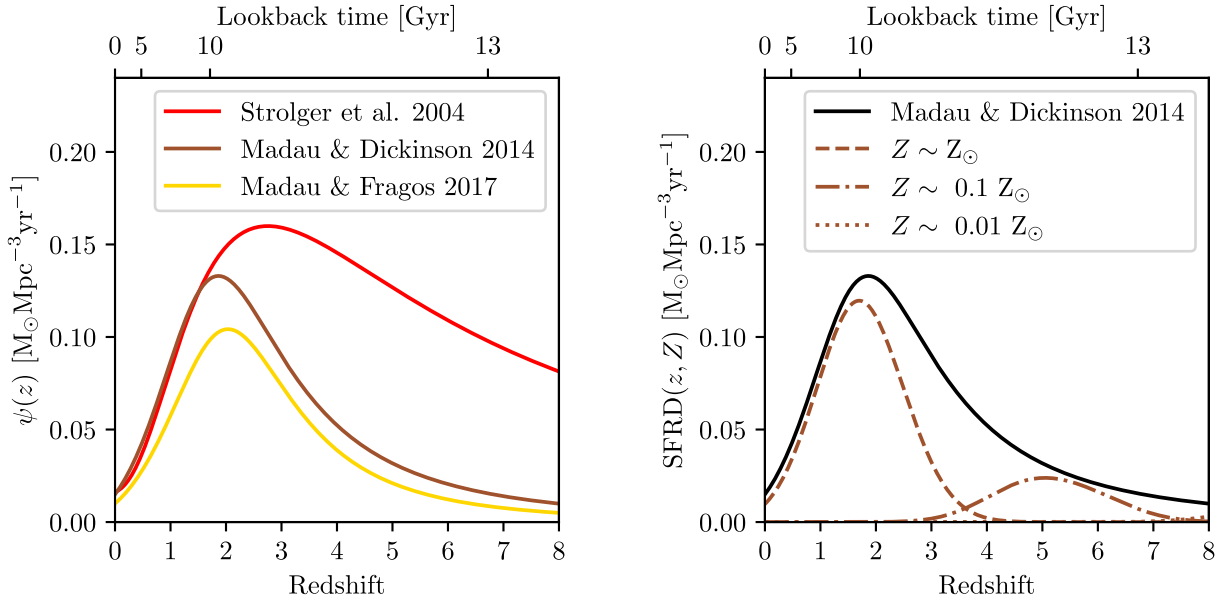 Lookback time [Gyr]
0 5 10 13
Strolger et al. 2004
Madau & Dickinson 2014
Madau & Fragos 2017
ψ(z) [M⊙Mpc⁻³yr⁻¹]
0.20
0.15
0.10
0.05
0.00
0 1 2 3 4 5 6 7 8
Redshift
Lookback time [Gyr]
0 5 10 13
Madau & Dickinson 2014
Z ∼ Z⊙
Z ∼ 0.1 Z⊙
Z ∼ 0.01 Z⊙
SFRD(z, Z) [M⊙Mpc⁻³yr⁻¹]
0.20
0.15
0.10
0.05
0.00
0 1 2 3 4 5 6 7 8
Redshift